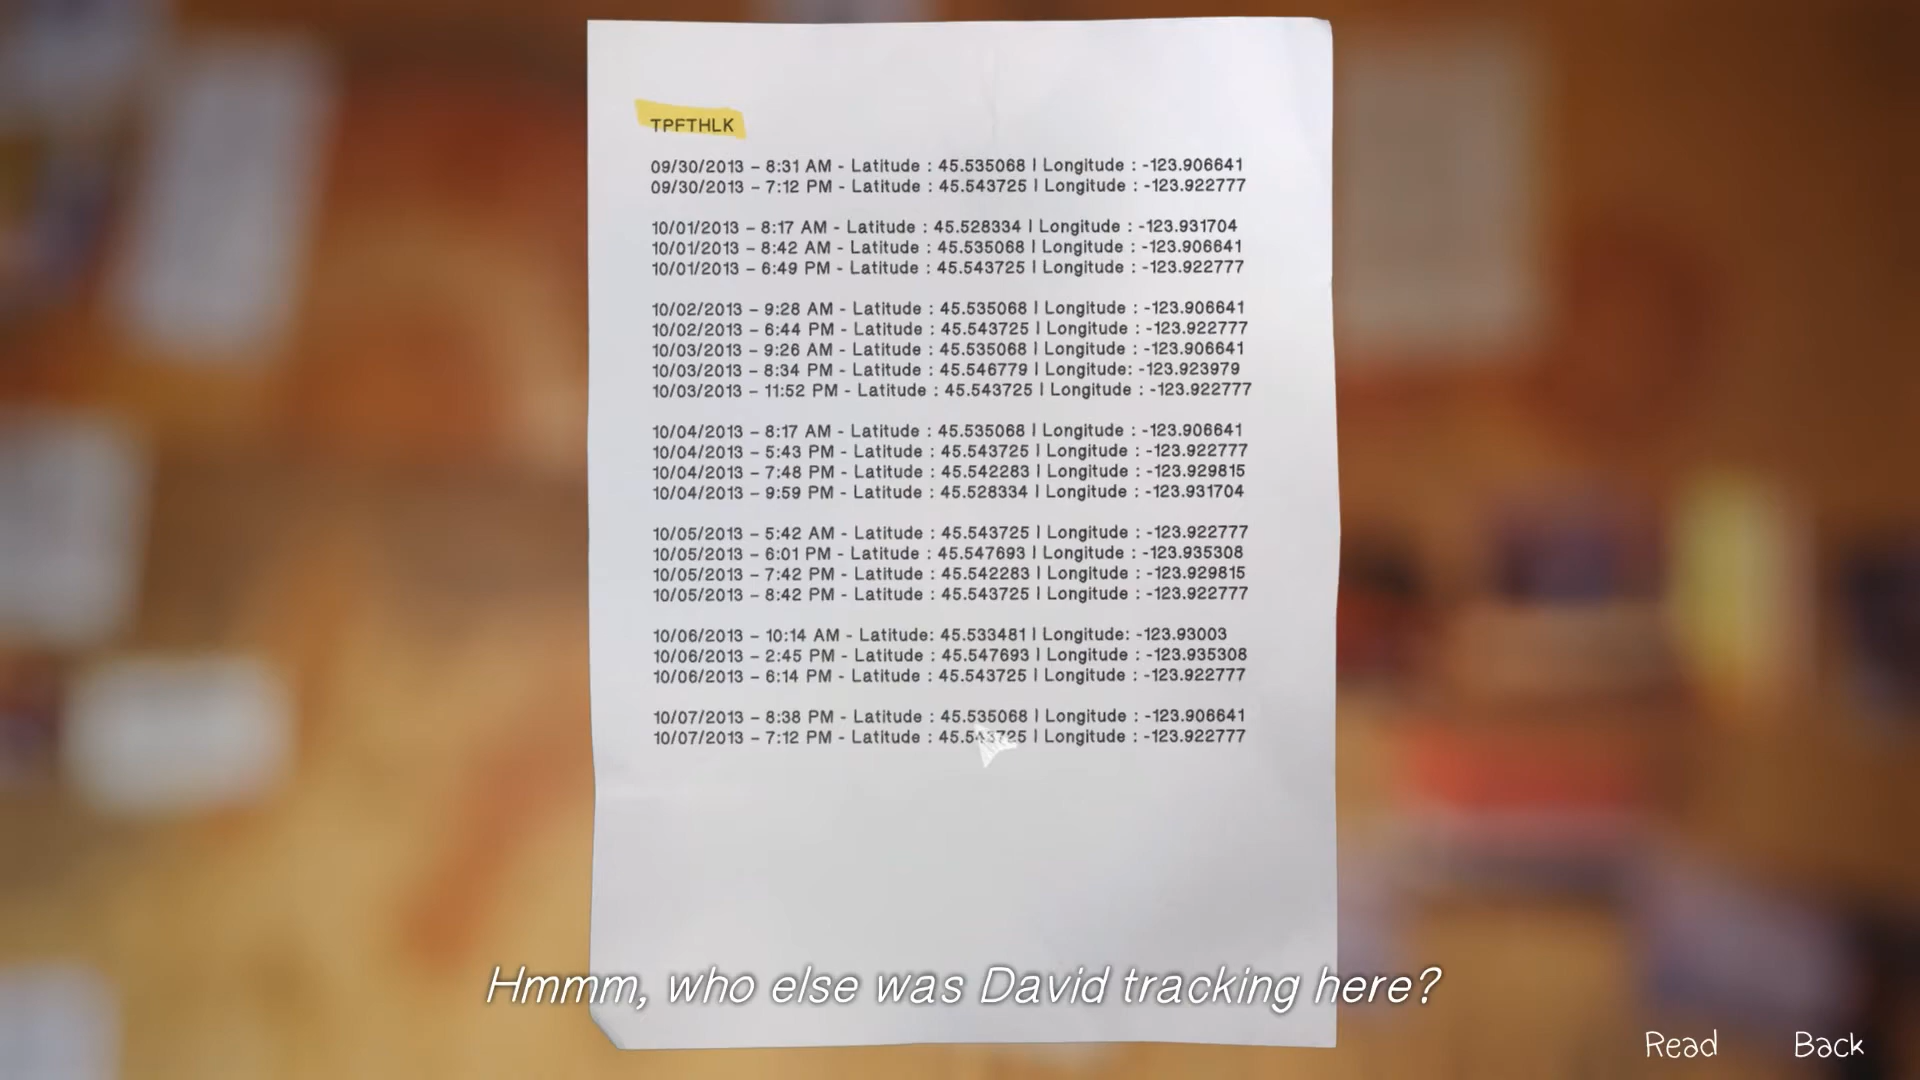 TPFTHLK
09/30/2013 – 8:31 AM - Latitude : 45.535068 | Longitude : -123.906641
09/30/2013 – 7:12 PM - Latitude : 45.543725 | Longitude : -123.922777
10/01/2013 – 8:17 AM - Latitude : 45.528334 | Longitude : -123.931704
10/01/2013 – 8:42 AM - Latitude : 45.535068 | Longitude : -123.906641
10/01/2013 – 6:49 PM - Latitude : 45.543725 | Longitude : -123.922777
10/02/2013 – 9:28 AM - Latitude : 45.535068 | Longitude : -123.906641
10/02/2013 – 6:44 PM - Latitude : 45.543725 | Longitude : -123.922777
10/03/2013 – 9:26 AM - Latitude : 45.535068 | Longitude : -123.906641
10/03/2013 – 8:34 PM - Latitude : 45.546779 | Longitude: -123.923979
10/03/2013 – 11:52 PM - Latitude : 45.543725 | Longitude : -123.922777
10/04/2013 – 8:17 AM - Latitude : 45.535068 | Longitude : -123.906641
10/04/2013 – 5:43 PM - Latitude : 45.543725 | Longitude : -123.922777
10/04/2013 – 7:48 PM - Latitude : 45.542283 | Longitude : -123.929815
10/04/2013 – 9:59 PM - Latitude : 45.528334 | Longitude : -123.931704
10/05/2013 – 5:42 AM - Latitude : 45.543725 | Longitude : -123.922777
10/05/2013 – 6:01 PM - Latitude : 45.547693 | Longitude : -123.935308
10/05/2013 – 7:42 PM - Latitude : 45.542283 | Longitude : -123.929815
10/05/2013 – 8:42 PM - Latitude : 45.543725 | Longitude : -123.922777
10/06/2013 – 10:14 AM - Latitude: 45.533481 | Longitude: -123.93003
10/06/2013 – 2:45 PM - Latitude : 45.547693 | Longitude : -123.935308
10/06/2013 – 6:14 PM - Latitude : 45.543725 | Longitude : -123.922777
10/07/2013 – 8:38 PM - Latitude : 45.535068 | Longitude : -123.906641
10/07/2013 – 7:12 PM - Latitude : 45.543725 | Longitude : -123.922777
Hmmm, who else was David tracking here?
Read Back